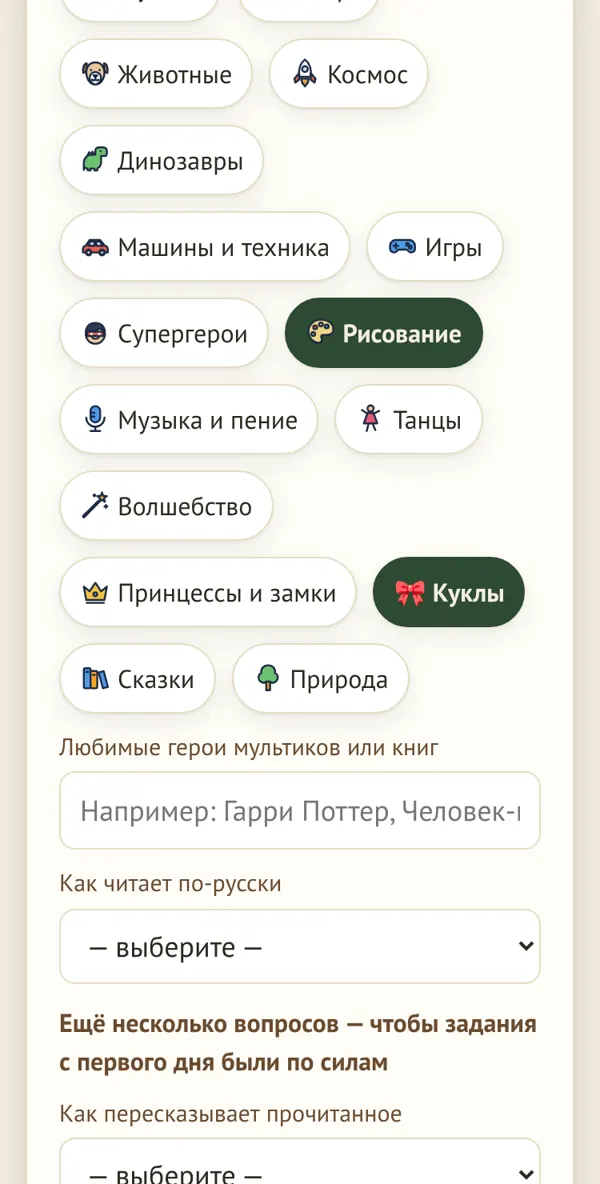 Животные
Космос
Динозавры
Машины и техника
Игры
Супергерои
Рисование
Музыка и пение
Танцы
Волшебство
Принцессы и замки
Куклы
Сказки
Природа
Любимые герои мультиков или книг
Например: Гарри Поттер, Человек-
Как читает по-русски
— выберите —
Ещё несколько вопросов — чтобы задания
с первого дня были по силам
Как пересказывает прочитанное
— выберите —